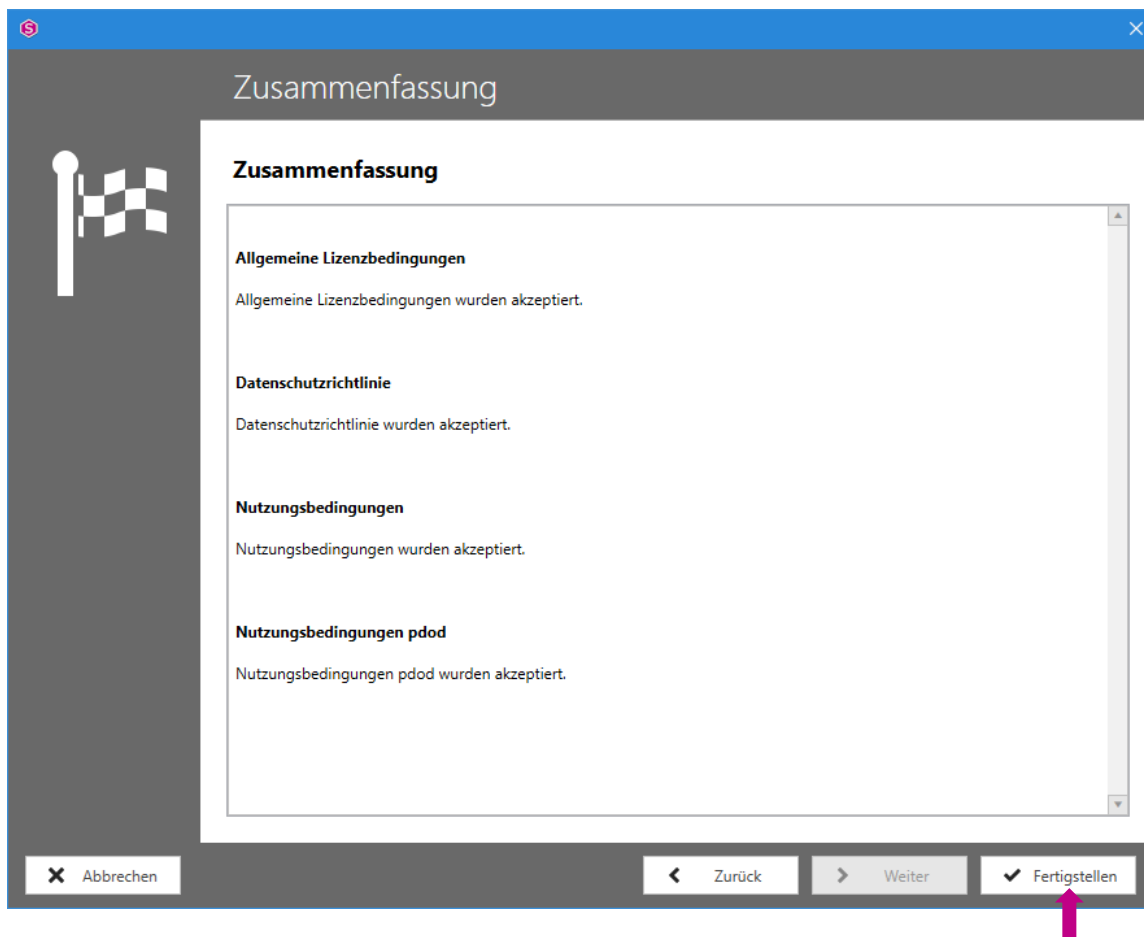 S
Zusammenfassung
Zusammenfassung
Allgemeine Lizenzbedingungen
Allgemeine Lizenzbedingungen wurden akzeptiert.
Datenschutzrichtlinie
Datenschutzrichtlinie wurden akzeptiert.
Nutzungsbedingungen
Nutzungsbedingungen wurden akzeptiert.
Nutzungsbedingungen pdod
Nutzungsbedingungen pdod wurden akzeptiert.
Abbrechen
Zurück
Weiter
Fertigstellen